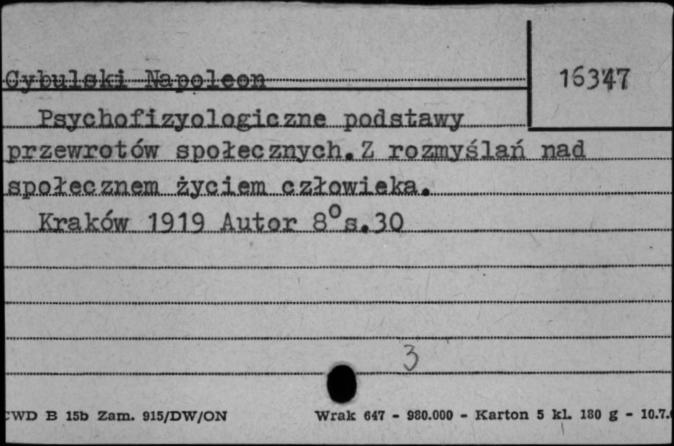 Cybulski Napoleon
16347
Psychofizyologiczne podstawy
przewrotów społecznych.Z rozmyślań nad
społecznem życiem człowieka.
Kraków 1919 Autor 8°s.30
3
CWD B 15b Zam. 915/DW/ON Wrak 647 - 980.000 - Karton 5 kl. 180 g - 10.7.